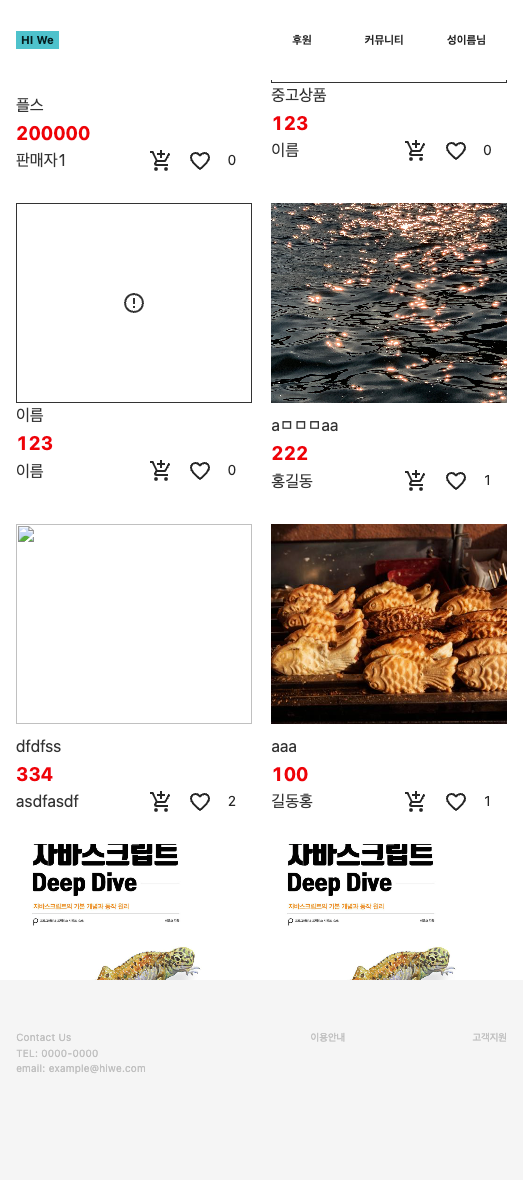 HI We
후원
커뮤니티
성이름님
플스
200000
판매자1
0
중고상품
123
이름
0
이름
123
이름
0
aㅁㅁㅁaa
222
홍길동
1
dfdfss
334
asdfasdf
2
aaa
100
길동홍
1
자바스크립트
Deep Dive
자바스크립트의 기본 개념과 동작 원리
자바스크립트
Deep Dive
자바스크립트의 기본 개념과 동작 원리
Contact Us
TEL: 0000-0000
email: example@hiwe.com
이용안내
고객지원